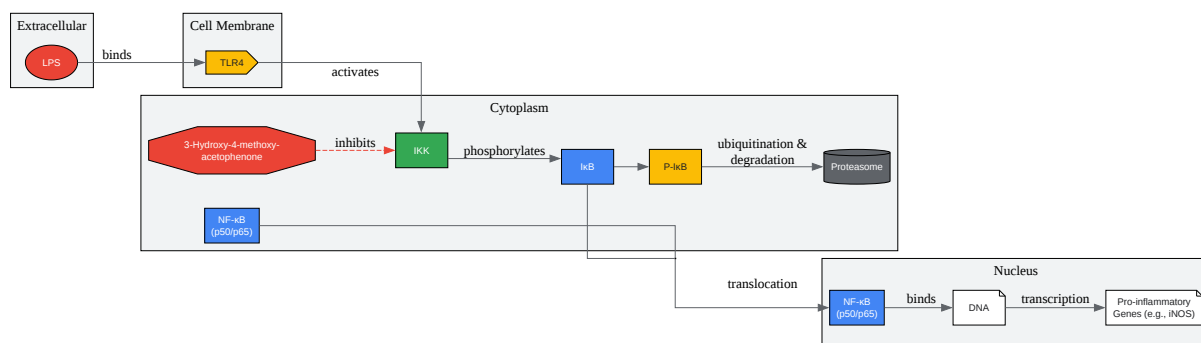 Extracellular
LPS
binds
Cell Membrane
TLR4
activates
Cytoplasm
3-Hydroxy-4-methoxy-
acetophenone
inhibits
IKK
phosphorylates
IκB
P-IκB
ubiquitination &
degradation
Proteasome
NF-κB
(p50/p65)
translocation
Nucleus
NF-κB
(p50/p65)
binds
DNA
transcription
Pro-inflammatory
Genes (e.g., iNOS)